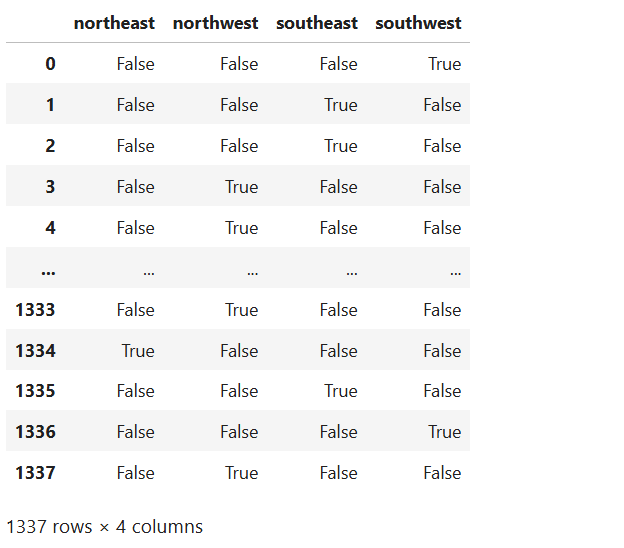 northeast northwest southeast southwest
0 False False False True
1 False False True False
2 False False True False
3 False True False False
4 False True False False
... ... ... ... ...
1333 False True False False
1334 True False False False
1335 False False True False
1336 False False False True
1337 False True False False
1337 rows × 4 columns